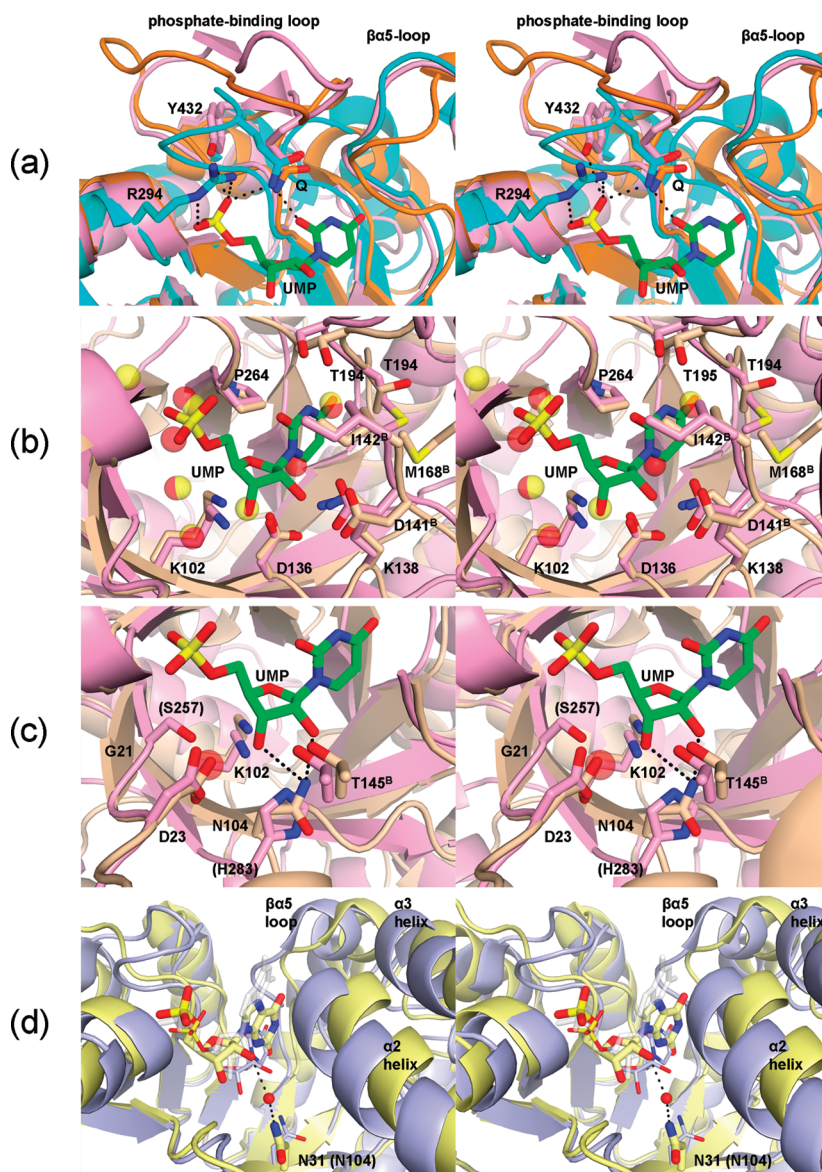 phosphate-binding loop phosphate-binding loop
βα5-loop βα5-loop
Y432 Y432
(a)
R294 Q R294 Q
UMP UMP
P264 T194 T194 P264 T195 T194
(b)
I142ᴮ I142ᴮ
UMP M168ᴮ UMP M168ᴮ
D141ᴮ D141ᴮ
K102 D136 K138 K102 D136 K138
UMP UMP
(S257) (S257)
(c)
G21 G21
K102 T145ᴮ K102 T145ᴮ
D23 N104 D23 N104
(H283) (H283)
βα5 α3 βα5 α3
loop helix loop helix
(d)
α2 α2
helix helix
N31 (N104) N31 (N104)